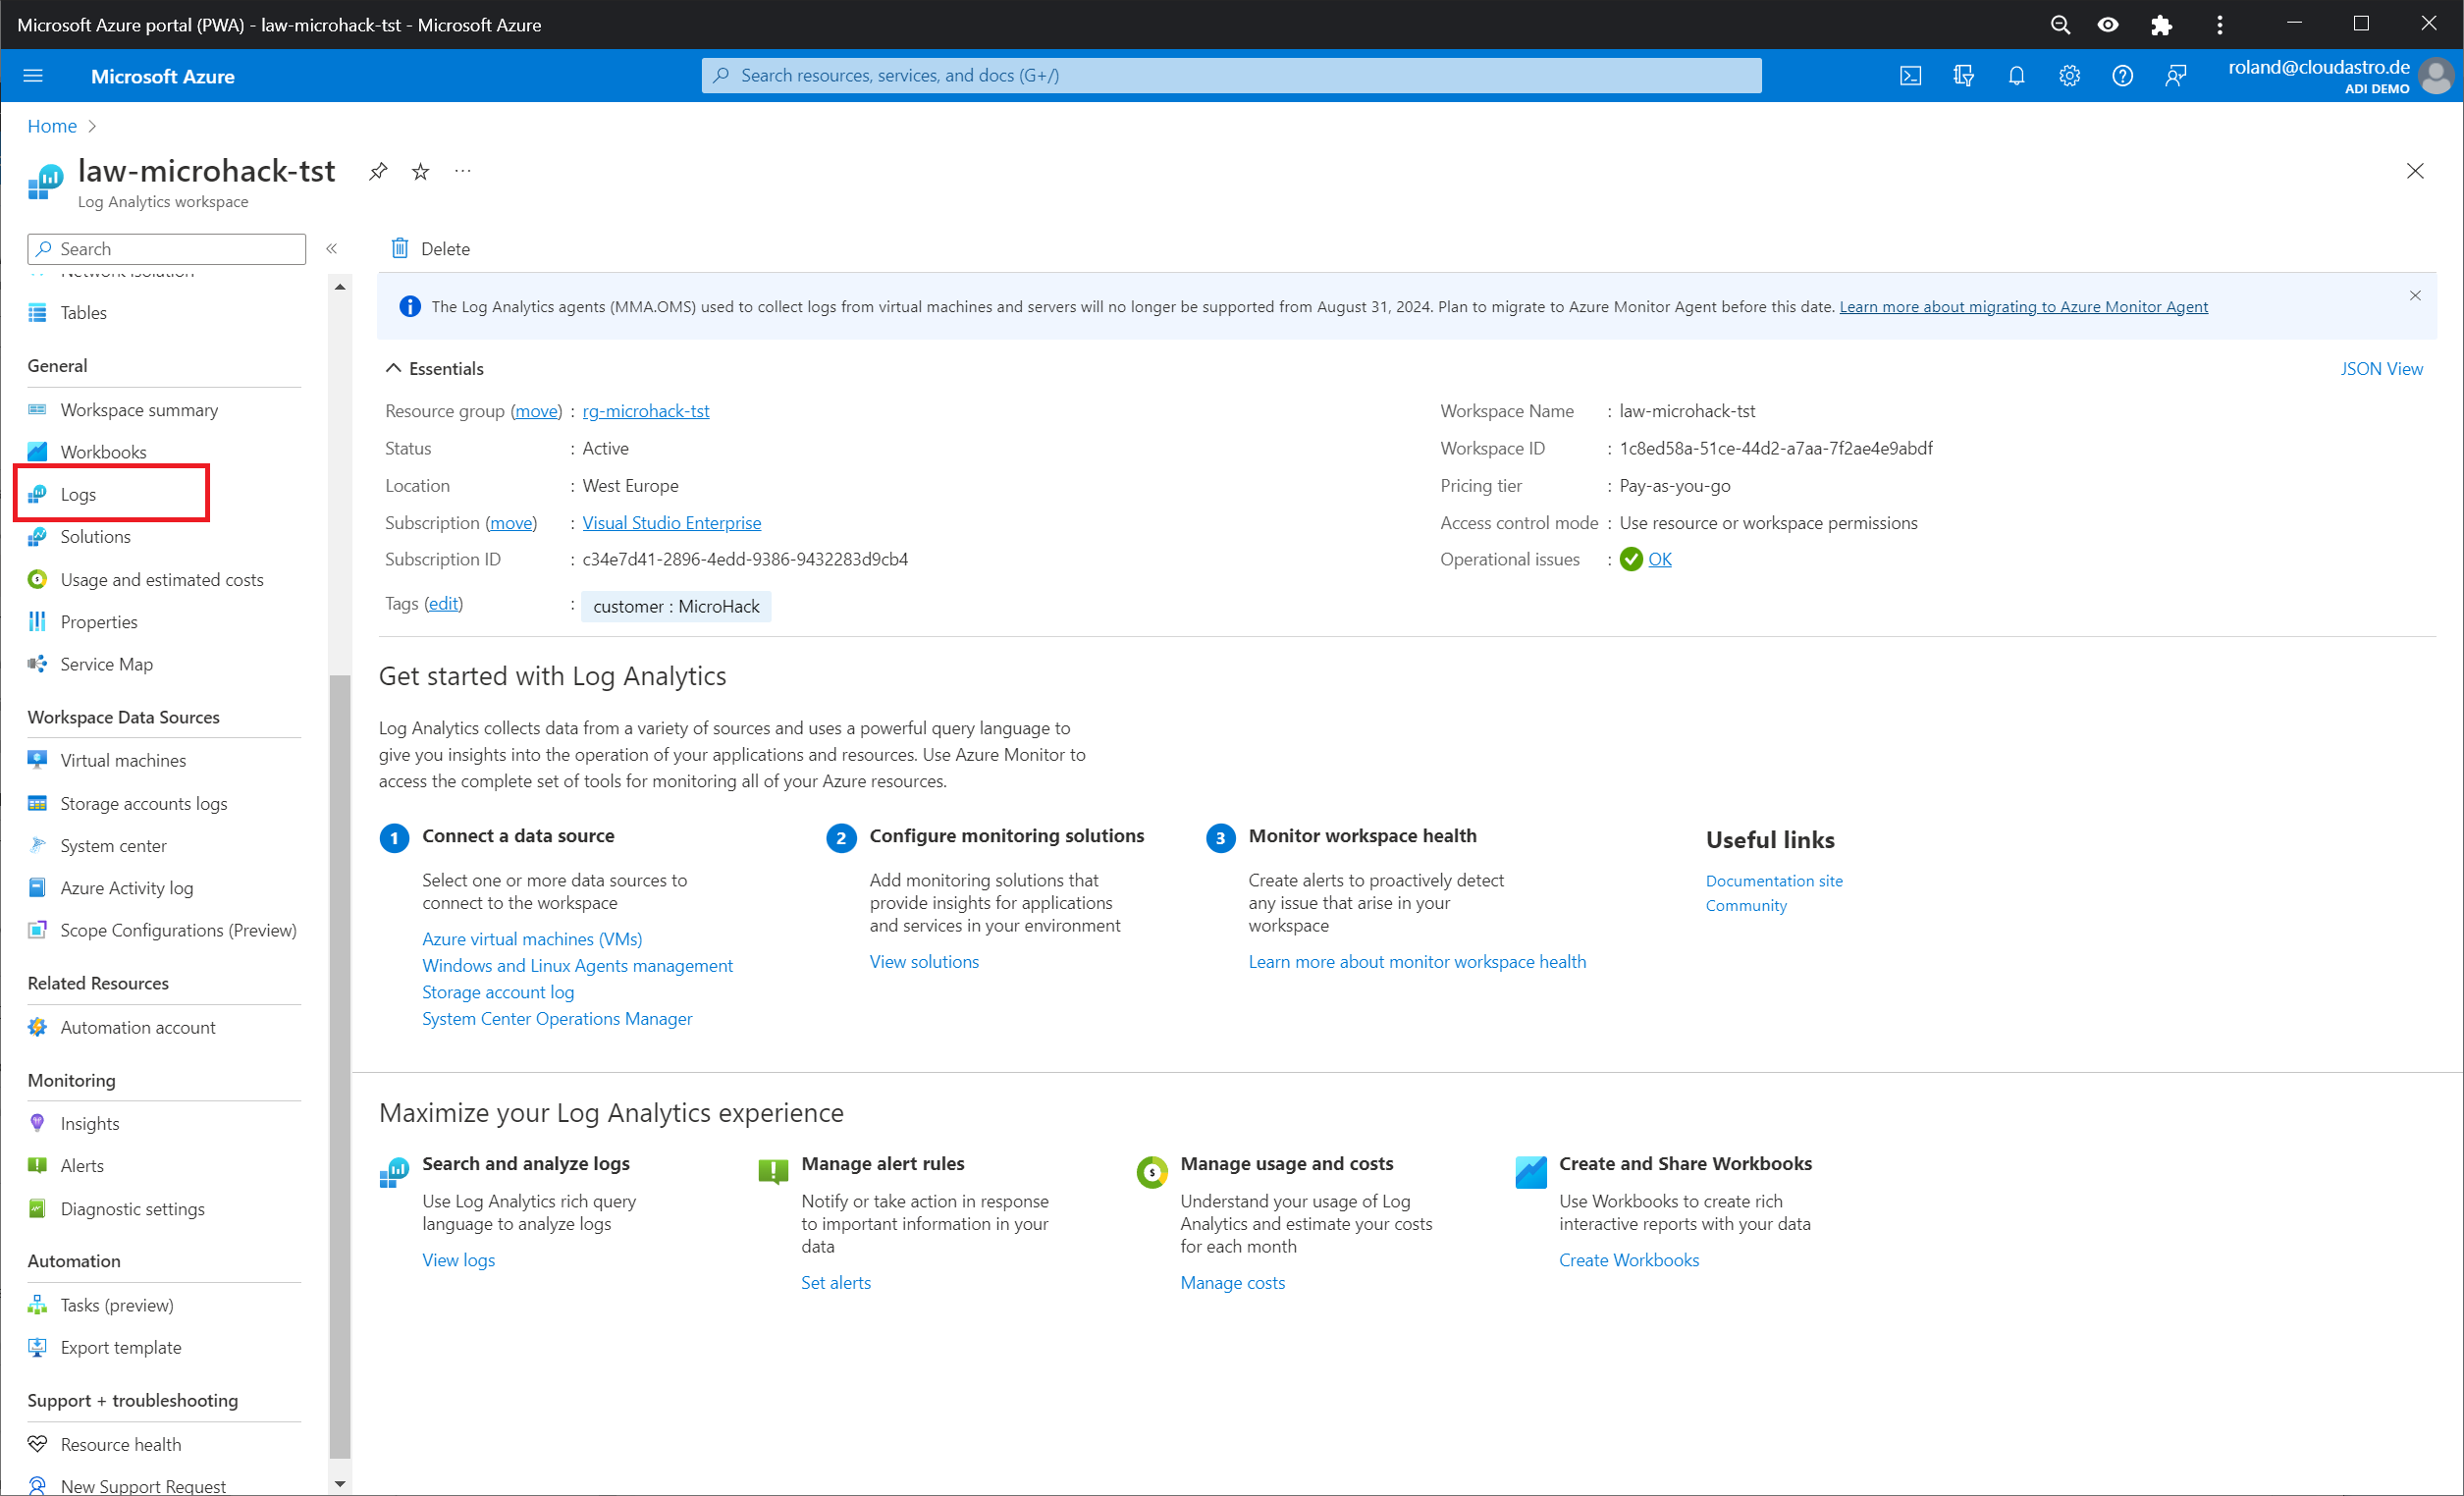 Microsoft Azure portal (PWA) - law-microhack-tst - Microsoft Azure
Microsoft Azure
Search resources, services, and docs (G+/)
roland@cloudastro.de
ADI DEMO
Home
law-microhack-tst
Log Analytics workspace
Search
Delete
Network Isolation
Tables
General
Workspace summary
Workbooks
Logs
Solutions
Usage and estimated costs
Properties
Service Map
Workspace Data Sources
Virtual machines
Storage accounts logs
System center
Azure Activity log
Scope Configurations (Preview)
Related Resources
Automation account
Monitoring
Insights
Alerts
Diagnostic settings
Automation
Tasks (preview)
Export template
Support + troubleshooting
Resource health
New Support Request
The Log Analytics agents (MMA.OMS) used to collect logs from virtual machines and servers will no longer be supported from August 31, 2024. Plan to migrate to Azure Monitor Agent before this date. Learn more about migrating to Azure Monitor Agent
Essentials
JSON View
Resource group (move) : rg-microhack-tst
Status : Active
Location : West Europe
Subscription (move) : Visual Studio Enterprise
Subscription ID : c34e7d41-2896-4edd-9386-9432283d9cb4
Tags (edit) : customer : MicroHack
Workspace Name : law-microhack-tst
Workspace ID : 1c8ed58a-51ce-44d2-a7aa-7f2ae4e9abdf
Pricing tier : Pay-as-you-go
Access control mode : Use resource or workspace permissions
Operational issues : OK
Get started with Log Analytics
Log Analytics collects data from a variety of sources and uses a powerful query language to
give you insights into the operation of your applications and resources. Use Azure Monitor to
access the complete set of tools for monitoring all of your Azure resources.
1 Connect a data source
Select one or more data sources to
connect to the workspace
Azure virtual machines (VMs)
Windows and Linux Agents management
Storage account log
System Center Operations Manager
2 Configure monitoring solutions
Add monitoring solutions that
provide insights for applications
and services in your environment
View solutions
3 Monitor workspace health
Create alerts to proactively detect
any issue that arise in your
workspace
Learn more about monitor workspace health
Useful links
Documentation site
Community
Maximize your Log Analytics experience
Search and analyze logs
Use Log Analytics rich query
language to analyze logs
View logs
Manage alert rules
Notify or take action in response
to important information in your
data
Set alerts
Manage usage and costs
Understand your usage of Log
Analytics and estimate your costs
for each month
Manage costs
Create and Share Workbooks
Use Workbooks to create rich
interactive reports with your data
Create Workbooks